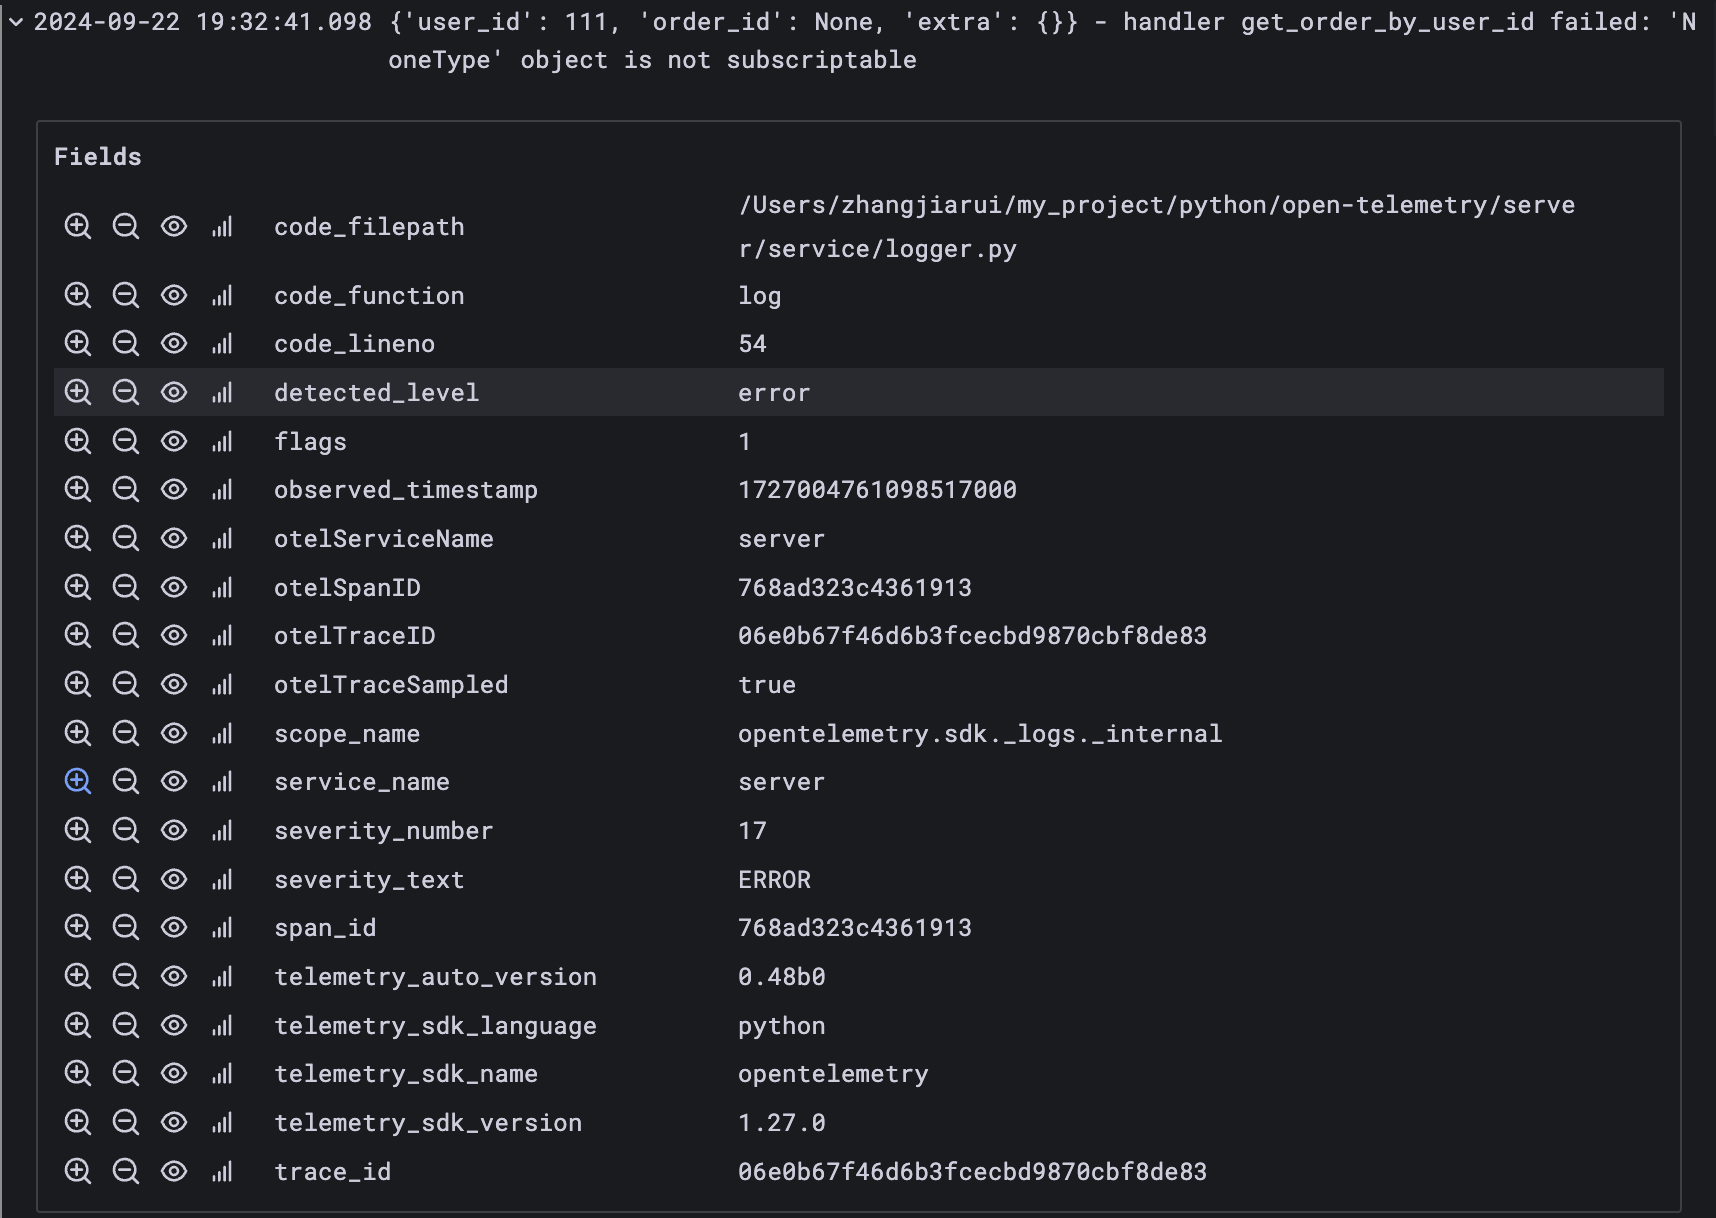 2024-09-22 19:32:41.098 {'user_id': 111, 'order_id': None, 'extra': {}} - handler get_order_by_user_id failed: 'N
oneType' object is not subscriptable
Fields
code_filepath /Users/zhangjiarui/my_project/python/open-telemetry/serve
r/service/logger.py
code_function log
code_lineno 54
detected_level error
flags 1
observed_timestamp 1727004761098517000
otelServiceName server
otelSpanID 768ad323c4361913
otelTraceID 06e0b67f46d6b3fcecbd9870cbf8de83
otelTraceSampled true
scope_name opentelemetry.sdk._logs._internal
service_name server
severity_number 17
severity_text ERROR
span_id 768ad323c4361913
telemetry_auto_version 0.48b0
telemetry_sdk_language python
telemetry_sdk_name opentelemetry
telemetry_sdk_version 1.27.0
trace_id 06e0b67f46d6b3fcecbd9870cbf8de83